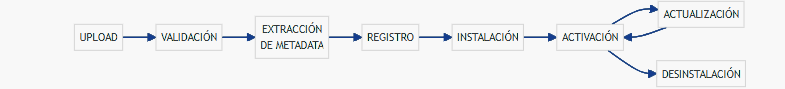 UPLOAD
VALIDACIÓN
EXTRACCIÓN
DE METADATA
REGISTRO
INSTALACIÓN
ACTIVACIÓN
ACTUALIZACIÓN
DESINSTALACIÓN